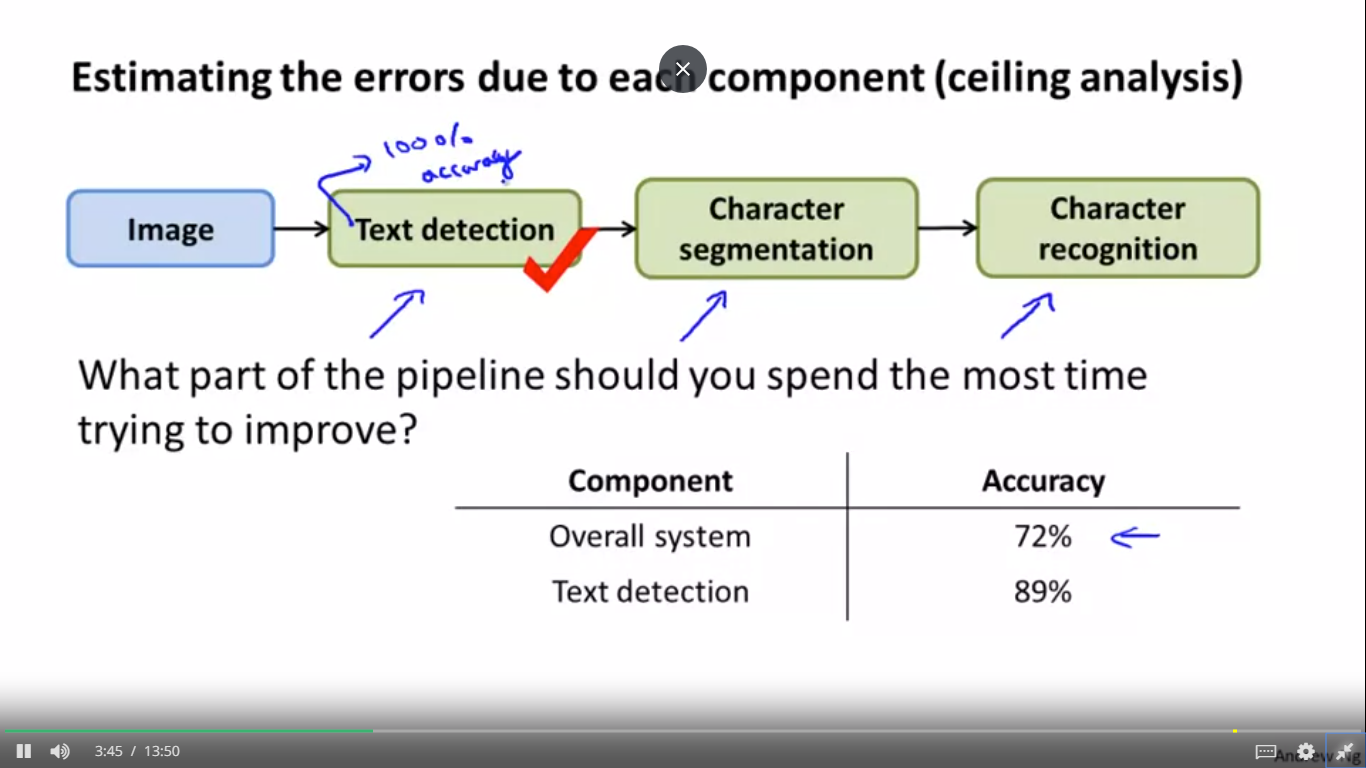 Estimating the errors due to each component (ceiling analysis)
100%
accuracy
Image
Text detection
Character
segmentation
Character
recognition
What part of the pipeline should you spend the most time
trying to improve?
Component Accuracy
Overall system 72%
Text detection 89%
3:45 / 13:50
Andrew Ng